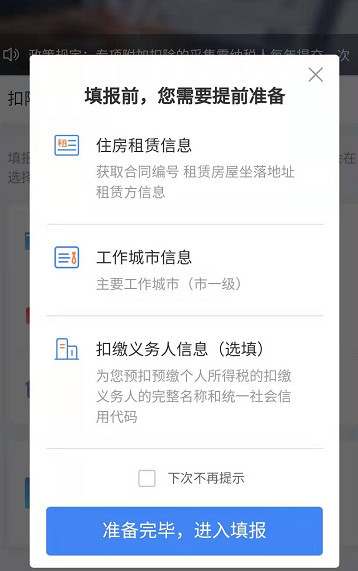 政策规定：专项附加扣除的采集需纳税人每年提交一次
扣除
填报
会在
选择
填报前，您需要提前准备
租
住房租赁信息
获取合同编号 租赁房屋坐落地址
租赁方信息
工作城市信息
主要工作城市（市一级）
扣缴义务人信息（选填）
为您预扣预缴个人所得税的扣缴
义务人的完整名称和统一社会信
用代码
下次不再提示
准备完毕，进入填报